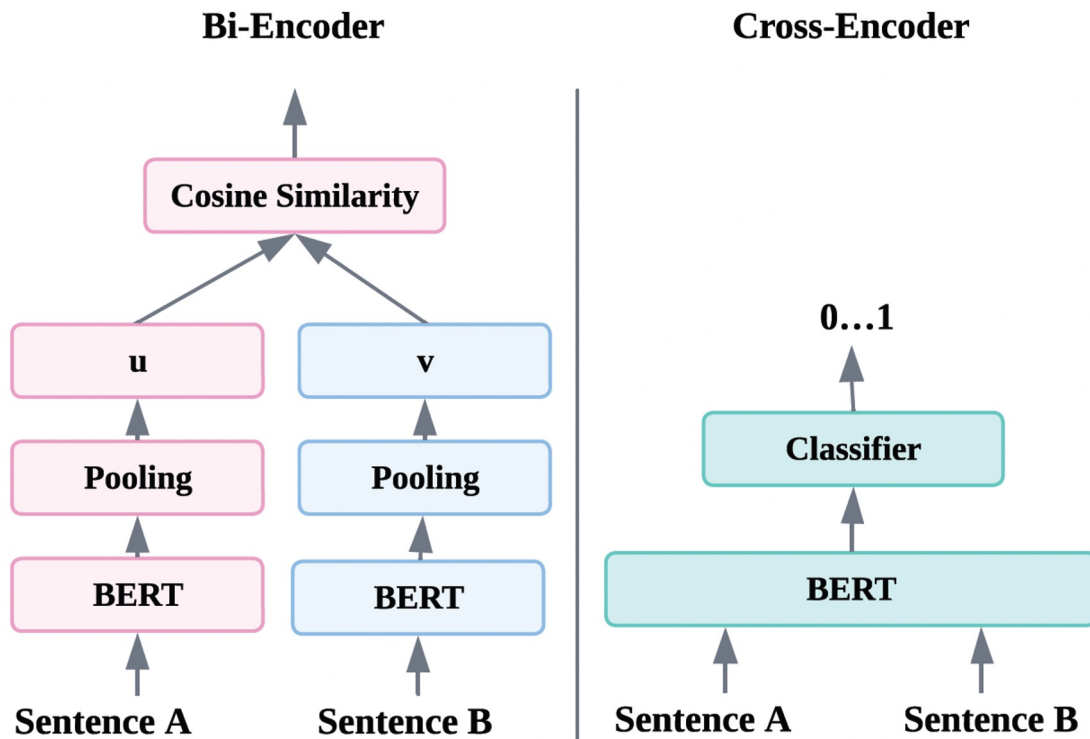 Bi-Encoder
Cosine Similarity
u
v
Pooling
Pooling
BERT
BERT
Sentence A
Sentence B
Cross-Encoder
0…1
Classifier
BERT
Sentence A
Sentence B